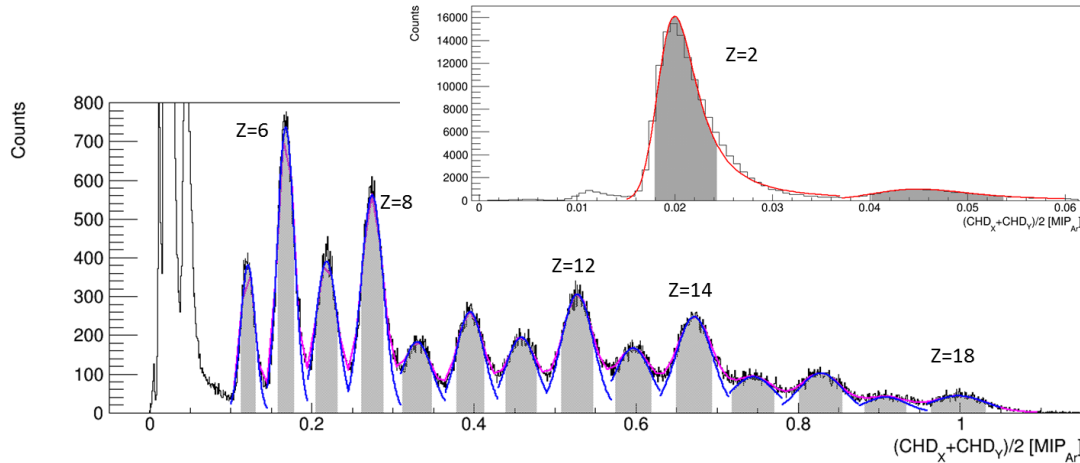 Counts
16000
14000
12000
10000
8000
6000
4000
2000
0
Z=2
0 0.01 0.02 0.03 0.04 0.05 0.06
(CHD_X+CHD_Y)/2 [MIP_Ar]
Counts
800
700
600
500
400
300
200
100
0
Z=6
Z=8
Z=12
Z=14
Z=18
0 0.2 0.4 0.6 0.8 1
(CHD_X+CHD_Y)/2 [MIP_Ar]